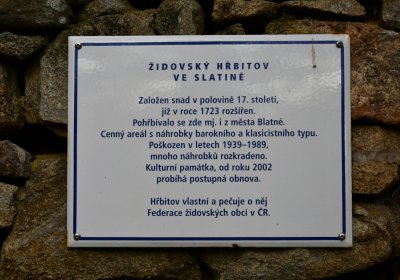 ŽIDOVSKÝ HŘBITOV
VE SLATINĚ
Založen snad v polovině 17. století,
již v roce 1723 rozšířen.
Pohřbívalo se zde mj. i z města Blatné.
Cenný areál s náhrobky barokního a klasicistního typu.
Poškozen v letech 1939–1989,
mnoho náhrobků rozkradeno.
Kulturní památka, od roku 2002
probíhá postupná obnova.
Hřbitov vlastní a pečuje o něj
Federace židovských obcí v ČR.